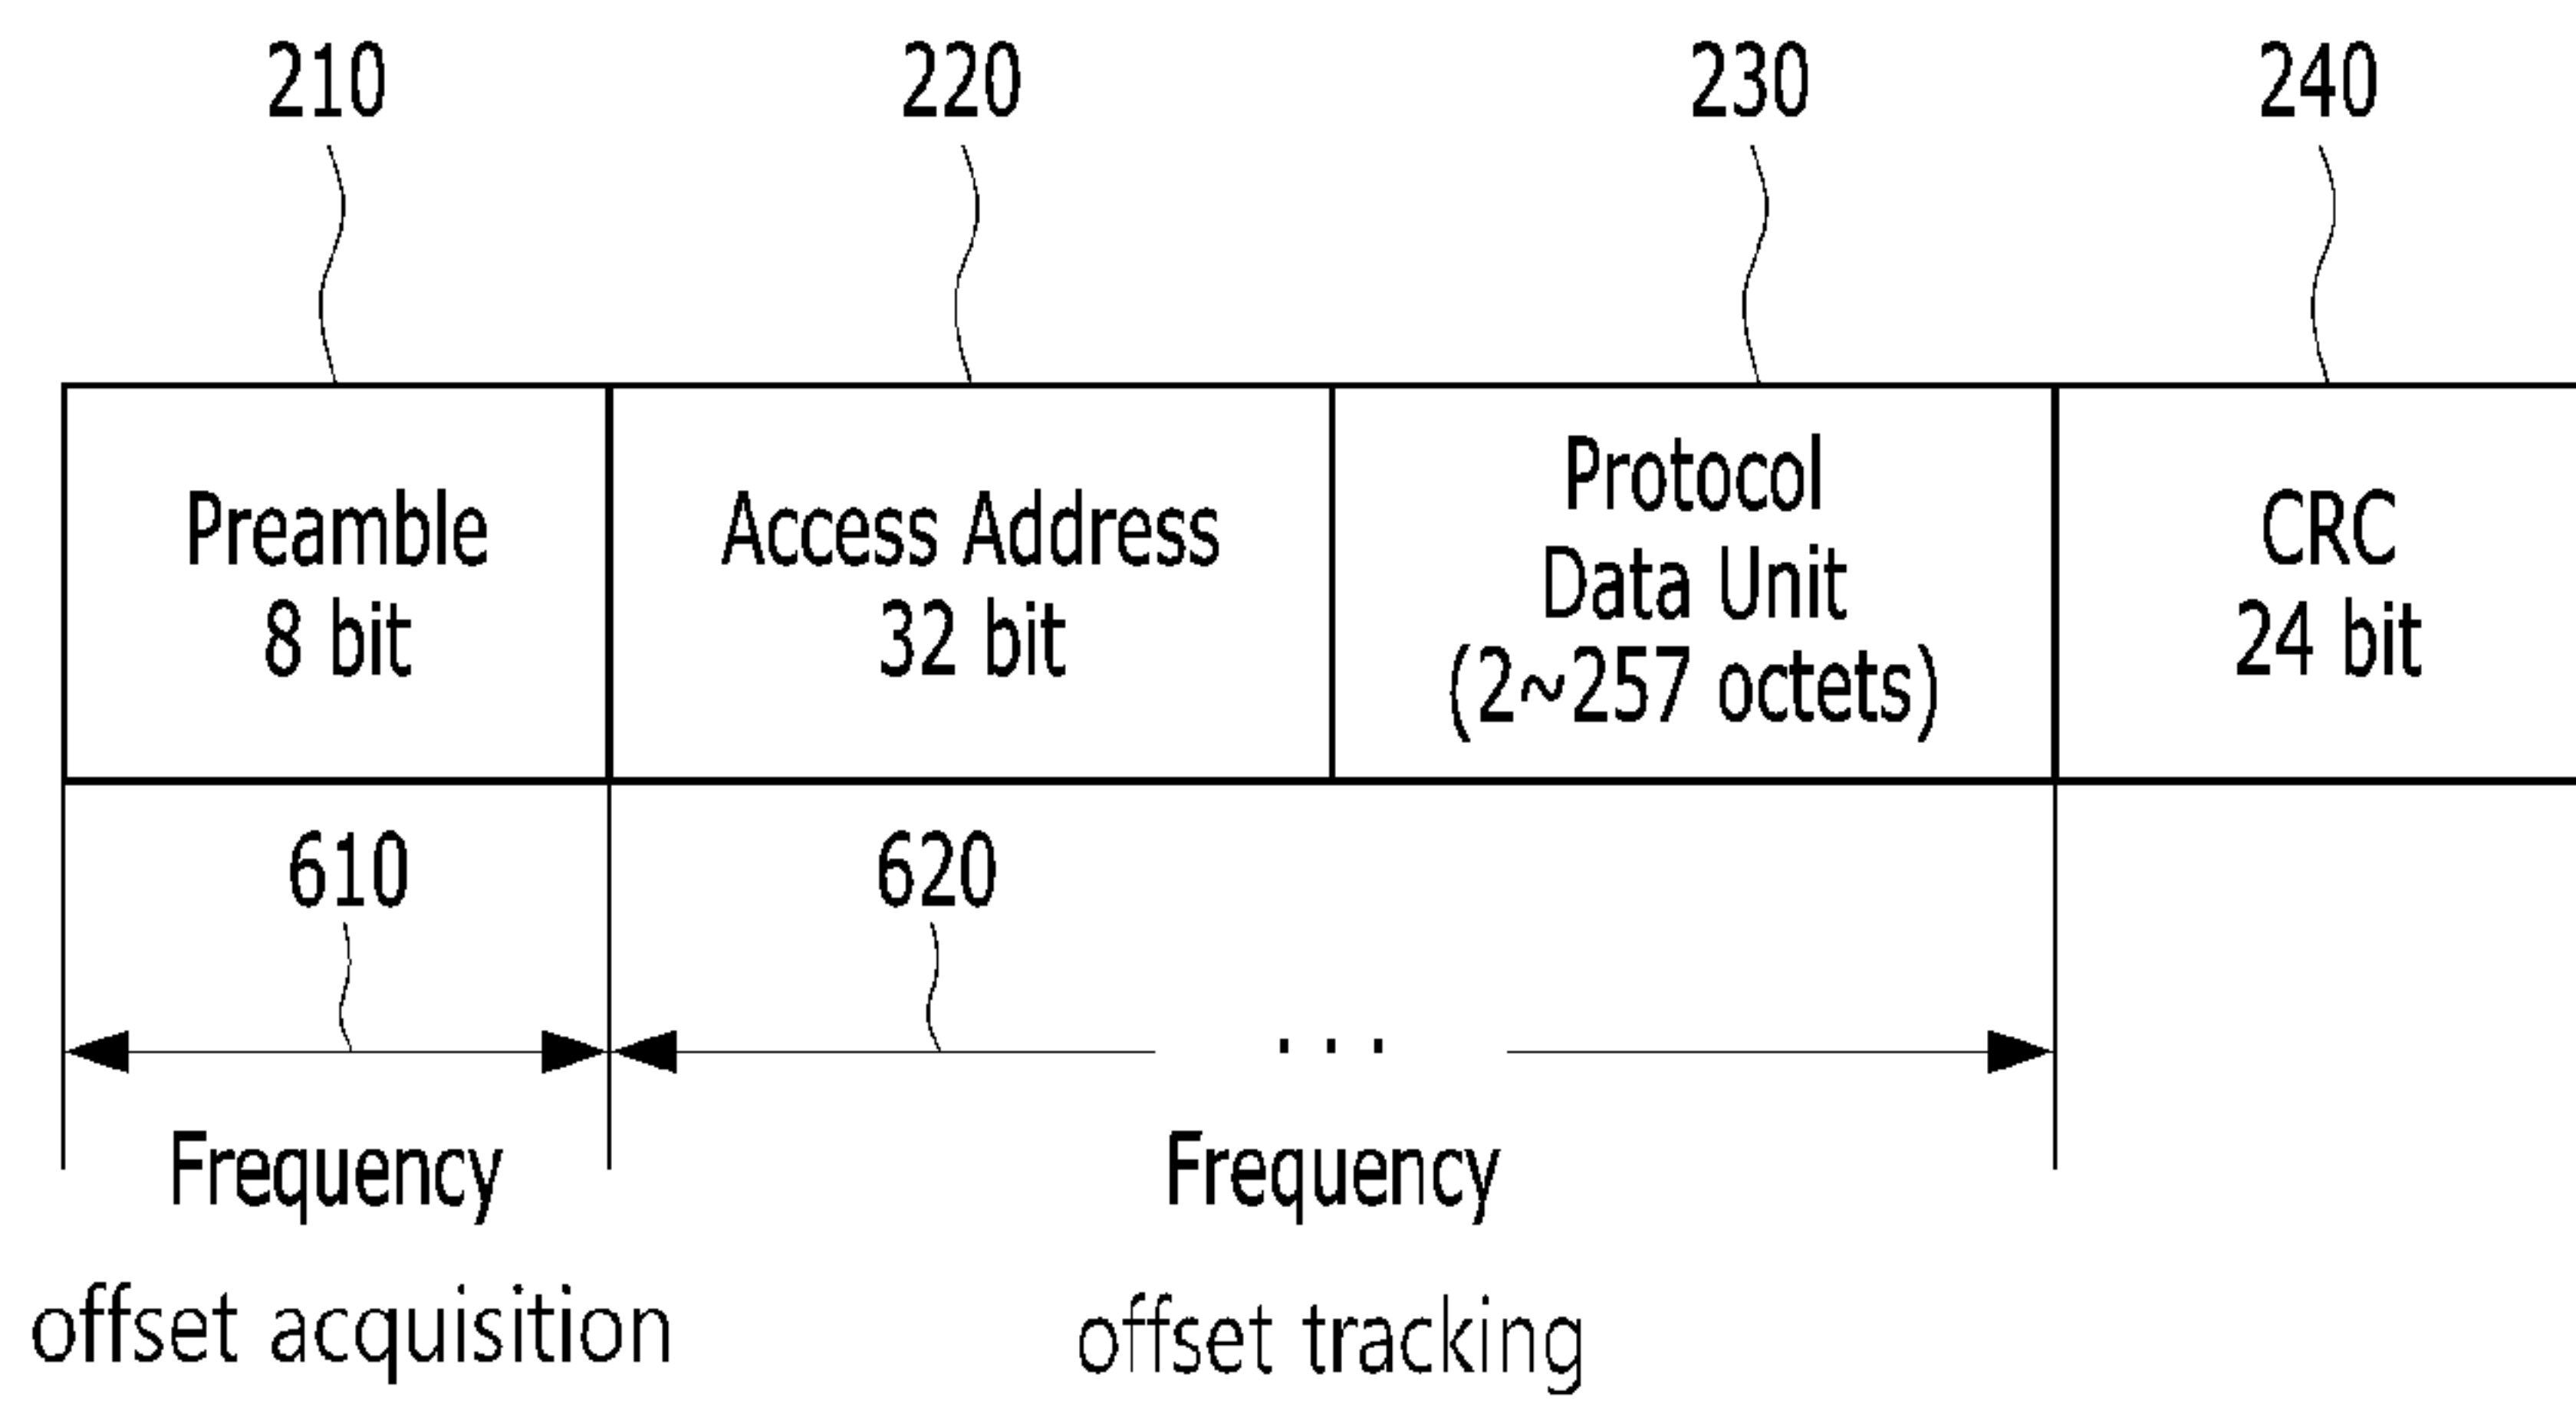 210
220
230
240
Preamble
8 bit
Access Address
32 bit
Protocol
Data Unit
(2~257 octets)
CRC
24 bit
610
620
. . .
Frequency
offset acquisition
Frequency
offset tracking